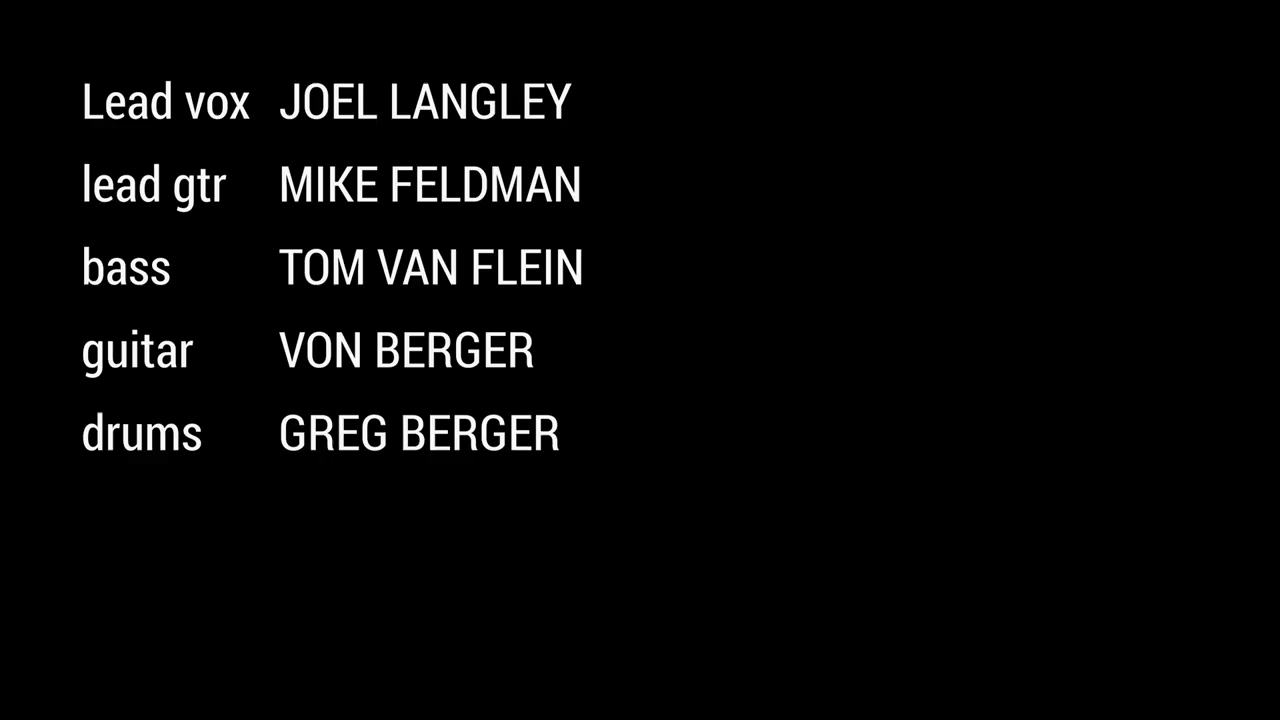 Lead vox JOEL LANGLEY
lead gtr MIKE FELDMAN
bass TOM VAN FLEIN
guitar VON BERGER
drums GREG BERGER